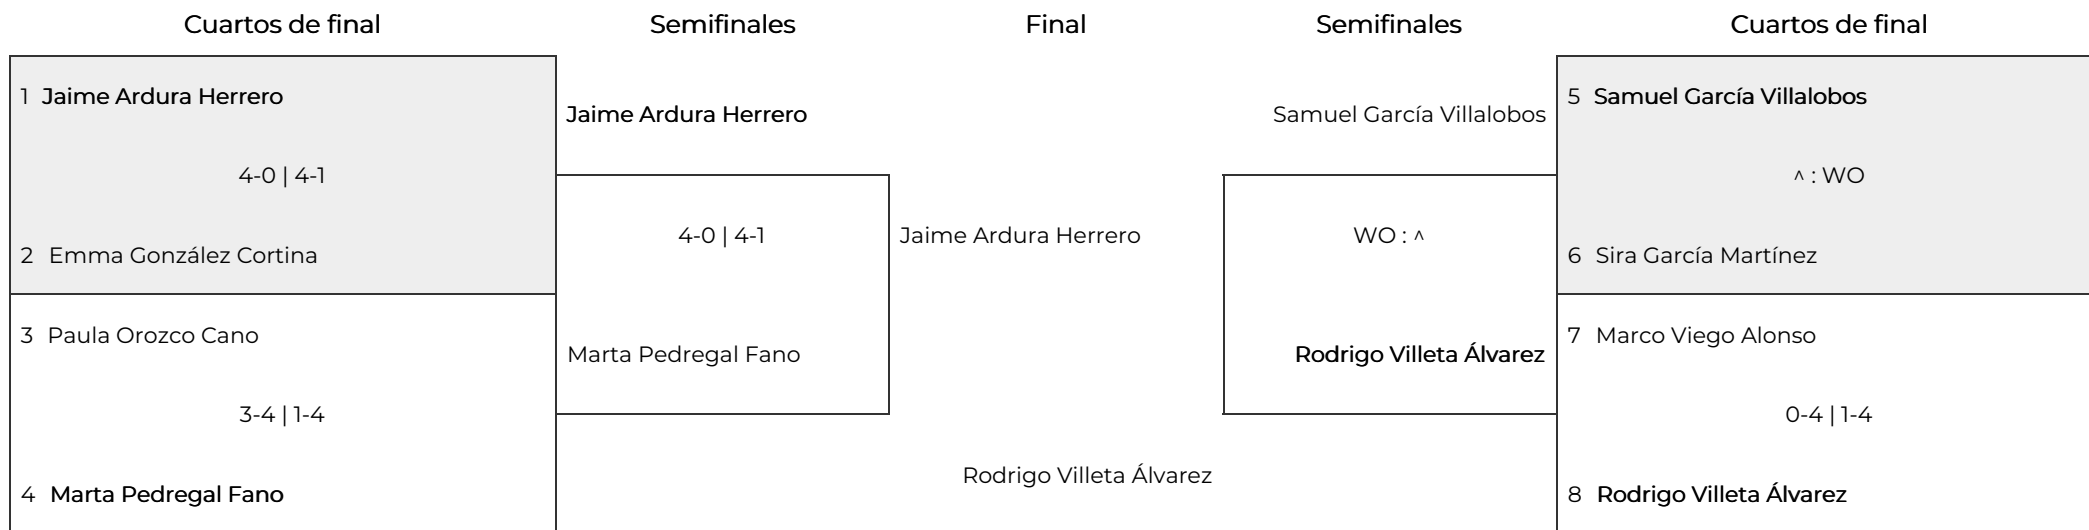 Cuartos de final
Semifinales
Final
Semifinales
Cuartos de final
1 Jaime Ardura Herrero
4-0 | 4-1
2 Emma González Cortina
3 Paula Orozco Cano
3-4 | 1-4
4 Marta Pedregal Fano
Jaime Ardura Herrero
4-0 | 4-1
Marta Pedregal Fano
Jaime Ardura Herrero
Rodrigo Villeta Álvarez
Samuel García Villalobos
WO : ^
Rodrigo Villeta Álvarez
5 Samuel García Villalobos
^ : WO
6 Sira García Martínez
7 Marco Viego Alonso
0-4 | 1-4
8 Rodrigo Villeta Álvarez